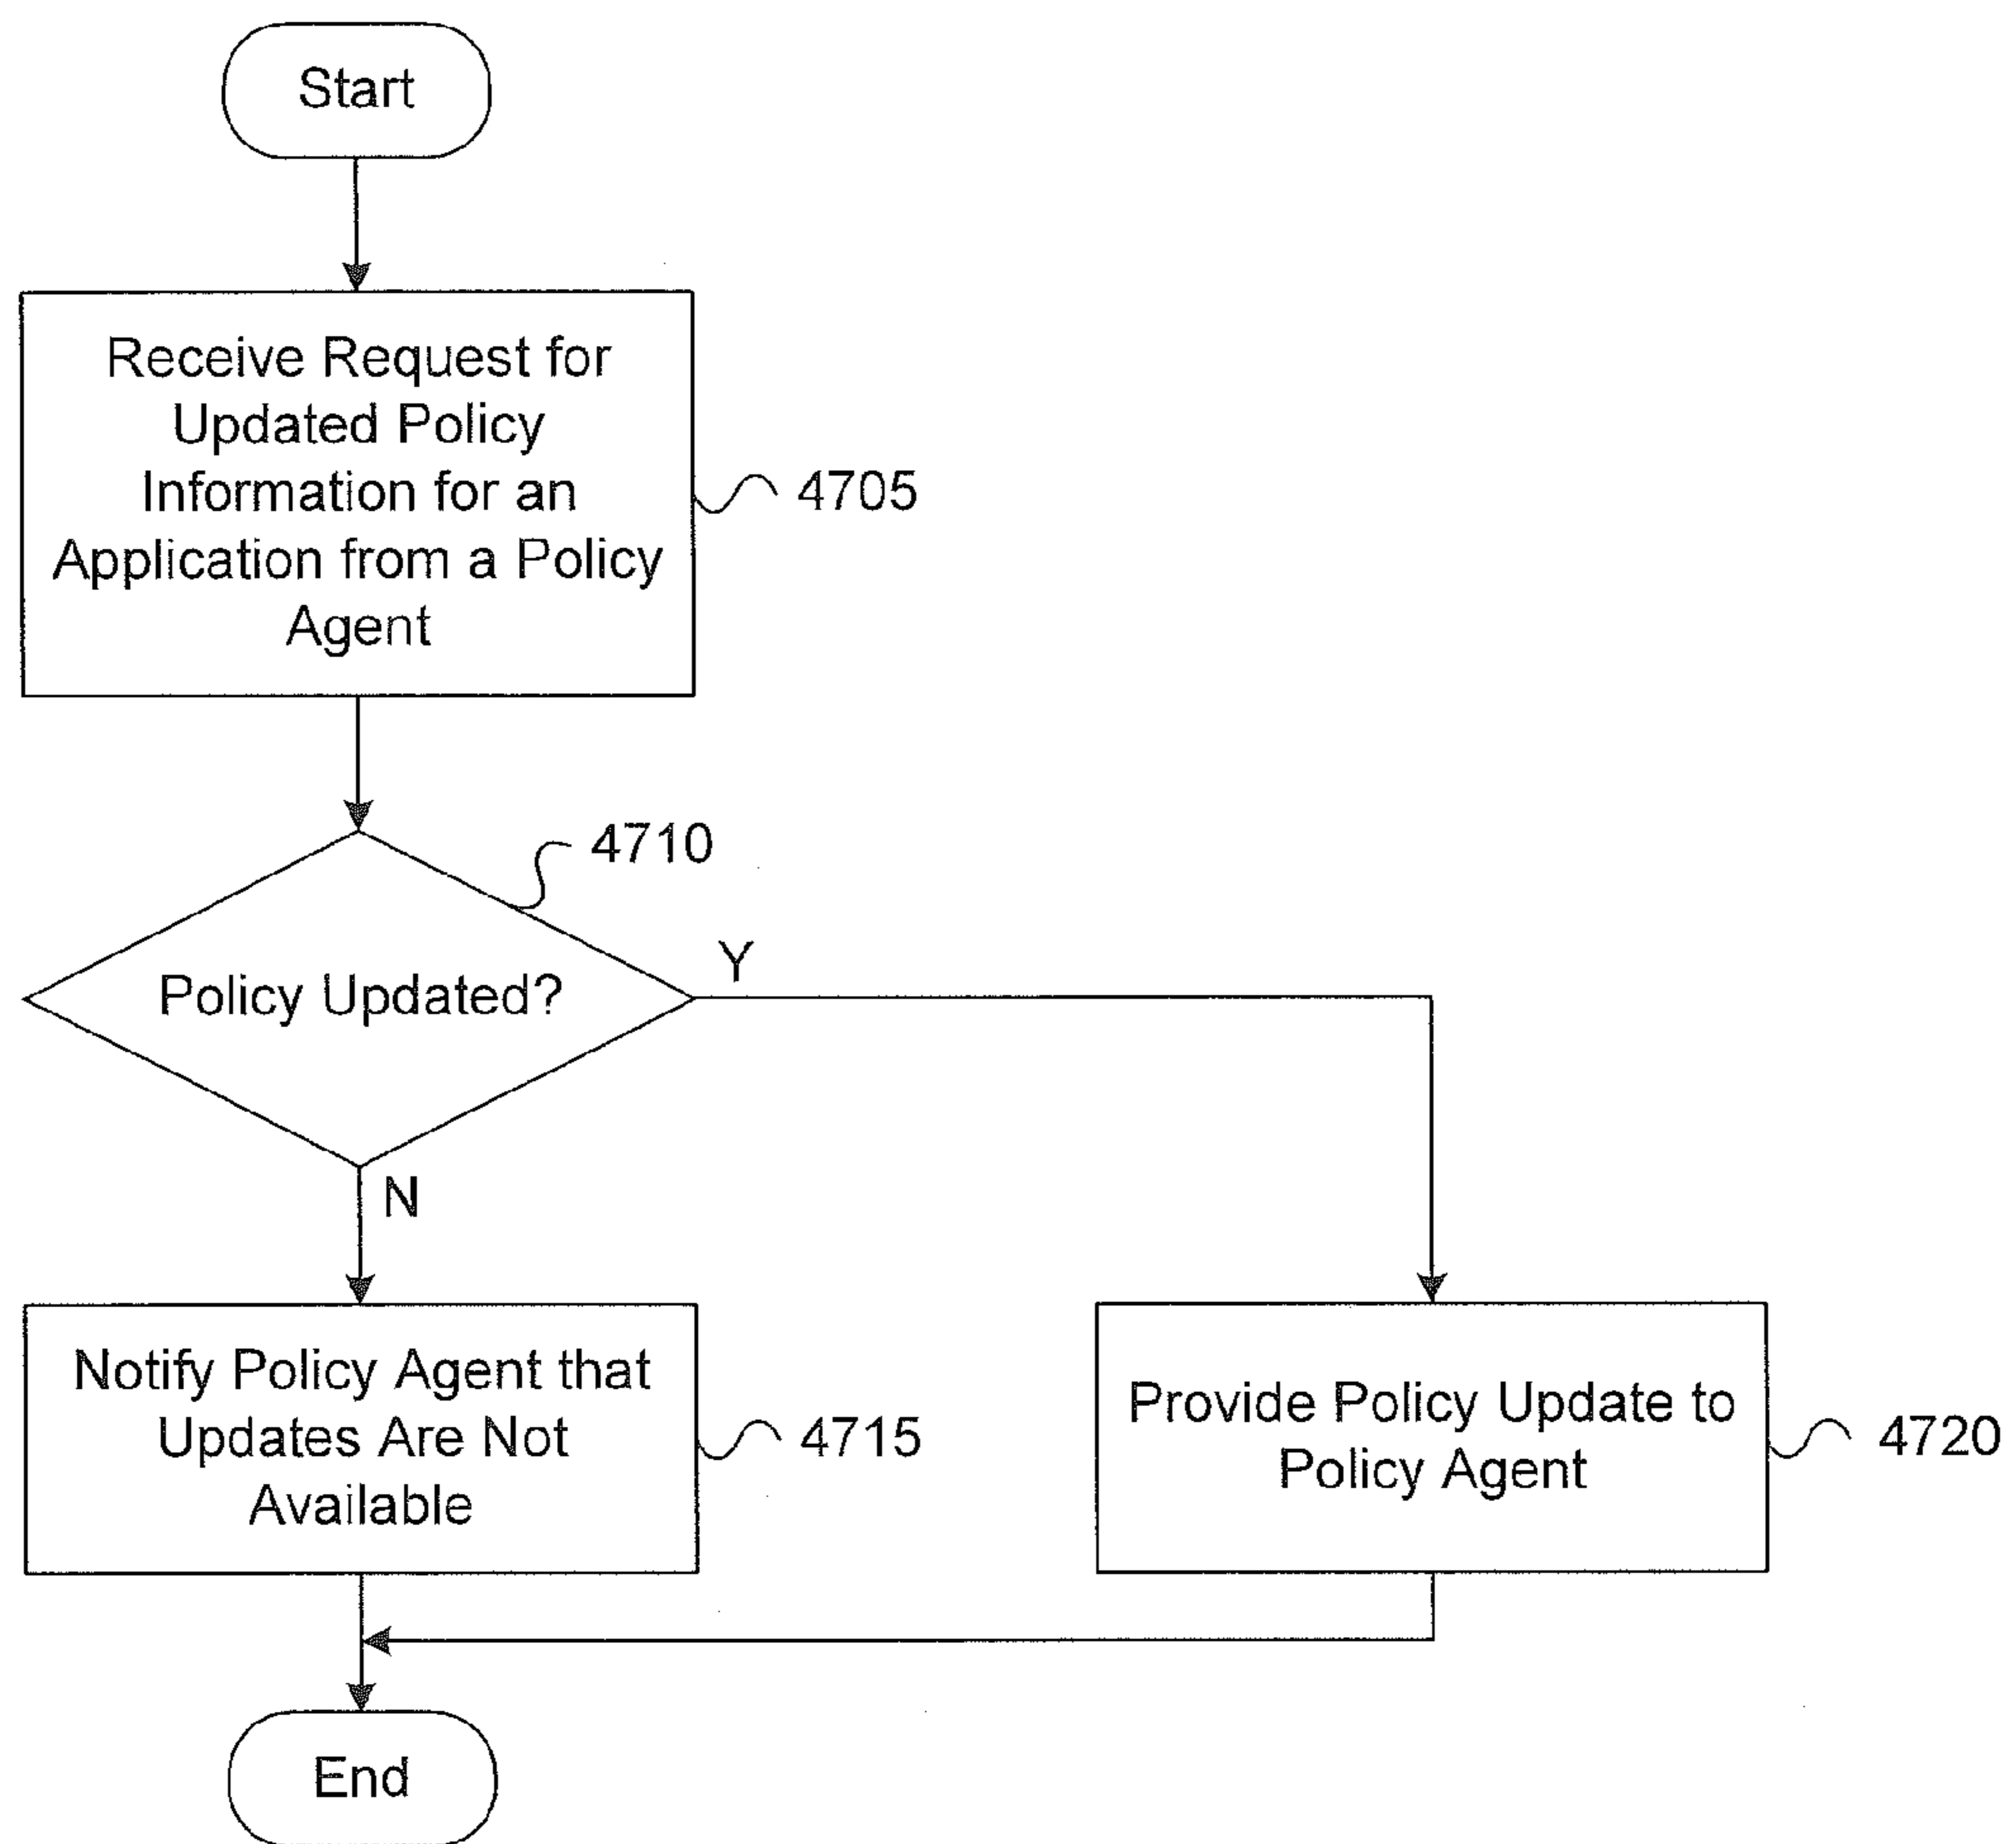 Start
Receive Request for
Updated Policy
Information for an
Application from a Policy
Agent
4705
4710
Policy Updated?
Y
N
Notify Policy Agent that
Updates Are Not
Available
4715
Provide Policy Update to
Policy Agent
4720
End